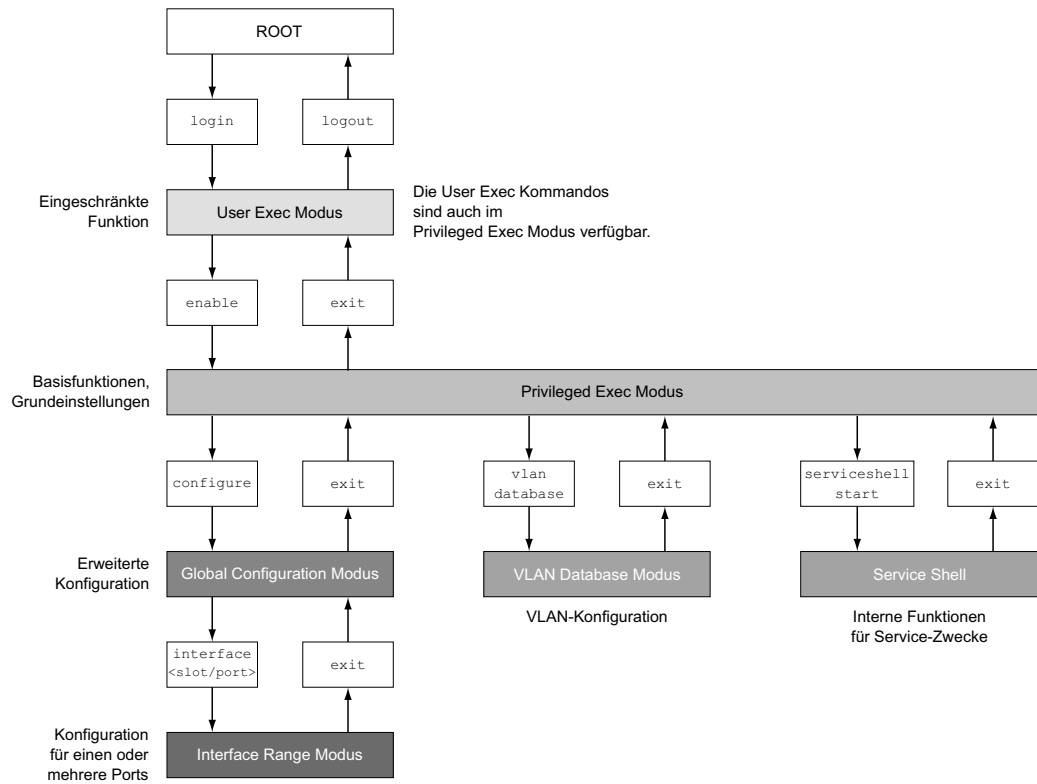 ROOT
login
logout
Eingeschränkte
Funktion
User Exec Modus
Die User Exec Kommandos
sind auch im
Privileged Exec Modus verfügbar.
enable
exit
Basisfunktionen,
Grundeinstellungen
Privileged Exec Modus
configure
exit
vlan
database
exit
serviceshell
start
exit
Erweiterte
Konfiguration
Global Configuration Modus
VLAN Database Modus
Service Shell
VLAN-Konfiguration
Interne Funktionen
für Service-Zwecke
interface
<slot/port>
exit
Konfiguration
für einen oder
mehrere Ports
Interface Range Modus